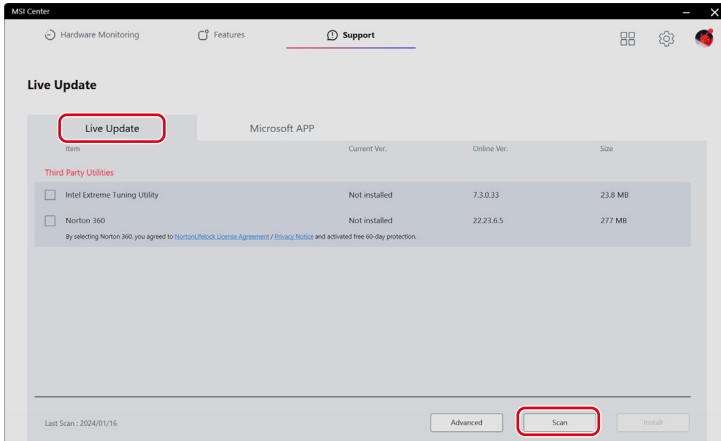 MSI Center
Hardware Monitoring Features Support
Live Update
Live Update Microsoft APP
Item Current Ver. Online Ver. Size
Third Party Utilities
Intel Extreme Tuning Utility Not installed 7.3.0.33 23.8 MB
Norton 360 Not installed 22.23.6.5 277 MB
By selecting Norton 360, you agreed to NortonLifelock License Agreement / Privacy Notice and activated free 60-day protection.
Last Scan : 2024/01/16 Advanced Scan Install